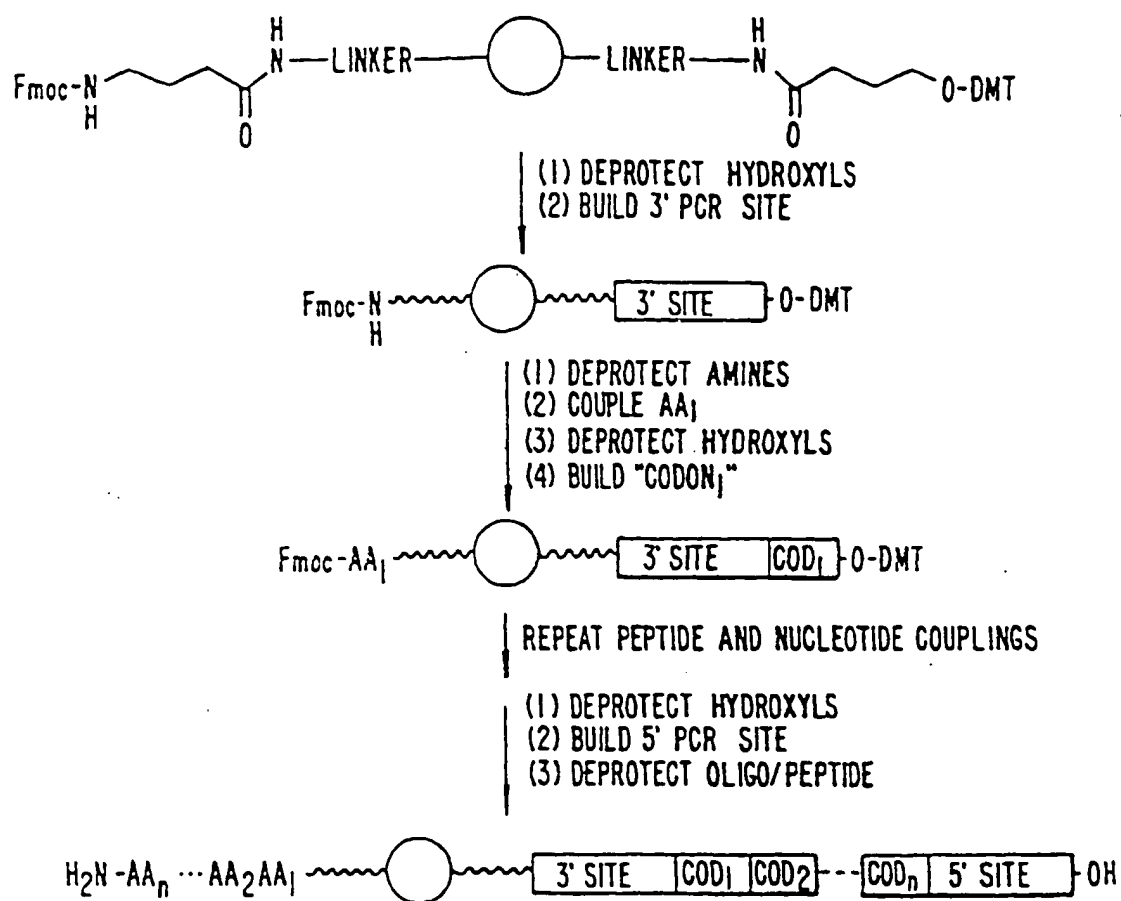 H
N
LINKER
LINKER
H
N
Fmoc-N
H
O
O
O-DMT
(1) DEPROTECT HYDROXYLS
(2) BUILD 3' PCR SITE
Fmoc-N
H
3' SITE
O-DMT
(1) DEPROTECT AMINES
(2) COUPLE AA1
(3) DEPROTECT HYDROXYLS
(4) BUILD "CODON1"
Fmoc-AA1
3' SITE
COD1
O-DMT
REPEAT PEPTIDE AND NUCLEOTIDE COUPLINGS
(1) DEPROTECT HYDROXYLS
(2) BUILD 5' PCR SITE
(3) DEPROTECT OLIGO/PEPTIDE
H2N-AAn ... AA2AA1
3' SITE
COD1
COD2
---
CODn
5' SITE
OH